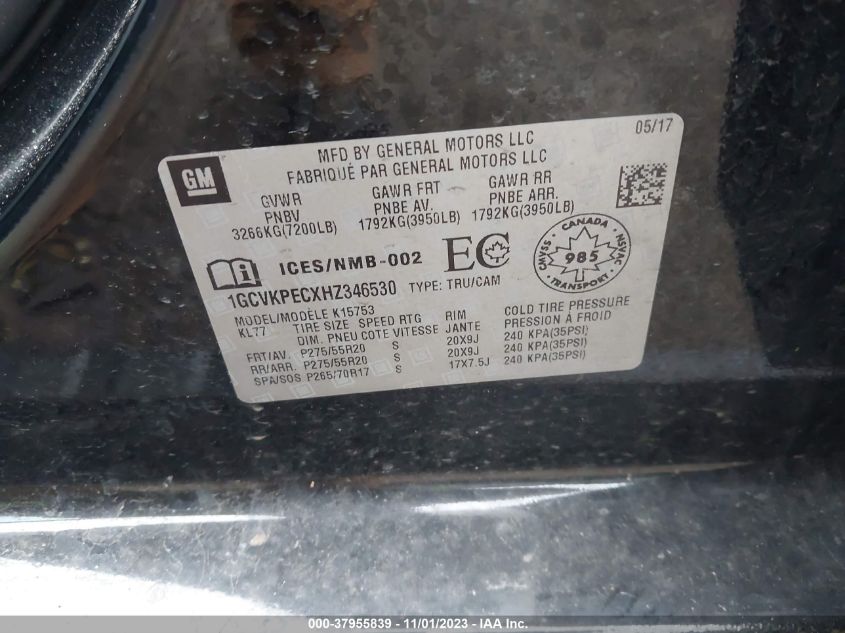 05/17
GM
MFD BY GENERAL MOTORS LLC
FABRIQUÉ PAR GENERAL MOTORS LLC
GVWR GAWR FRT GAWR RR
PNBV PNBE AV. PNBE ARR.
3266KG(7200LB) 1792KG(3950LB) 1792KG(3950LB)
ICES/NMB-002 EC
CANADA
CMVSS 985 NSVAC
TRANSPORT
1GCVKPECXHZ346530 TYPE: TRU/CAM
MODEL/MODÈLE K15753
KL77 TIRE SIZE SPEED RTG RIM COLD TIRE PRESSURE
DIM. PNEU COTE VITESSE JANTE PRESSION À FROID
FRT/AV. P275/55R20 S 20X9J 240 KPA(35PSI)
RR/ARR. P275/55R20 S 20X9J 240 KPA(35PSI)
SPA/SOS P265/70R17 S 17X7.5J 240 KPA(35PSI)
000-37955839 - 11/01/2023 - IAA Inc.